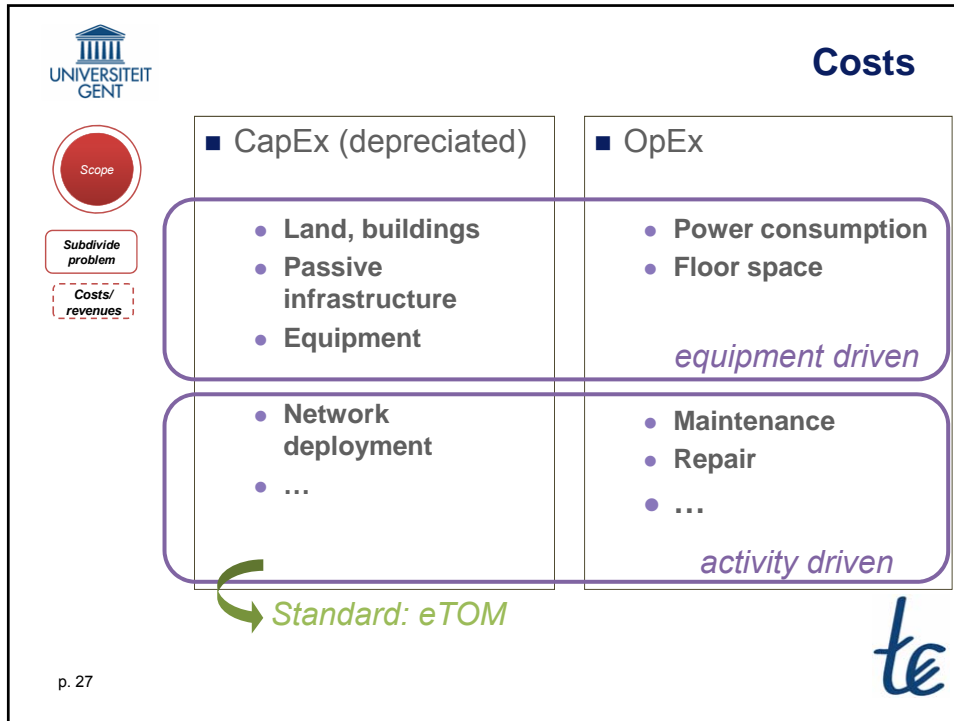 UNIVERSITEIT
GENT
Costs
Scope
Subdivide
problem
Costs/
revenues
■ CapEx (depreciated)
● Land, buildings
● Passive
infrastructure
● Equipment
● Network
deployment
● …
■ OpEx
● Power consumption
● Floor space
equipment driven
● Maintenance
● Repair
● …
activity driven
Standard: eTOM
p. 27